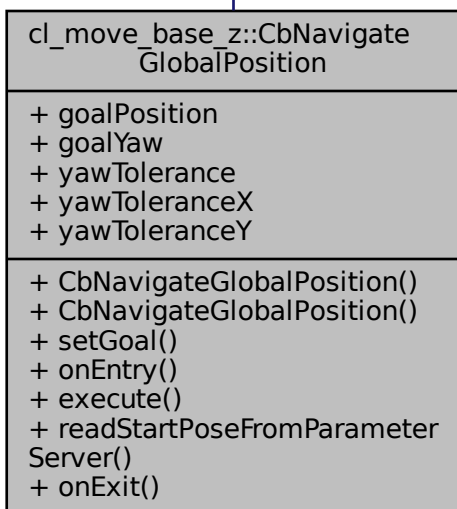 cl_move_base_z::CbNavigate
GlobalPosition
+ goalPosition
+ goalYaw
+ yawTolerance
+ yawToleranceX
+ yawToleranceY
+ CbNavigateGlobalPosition()
+ CbNavigateGlobalPosition()
+ setGoal()
+ onEntry()
+ execute()
+ readStartPoseFromParameter
Server()
+ onExit()